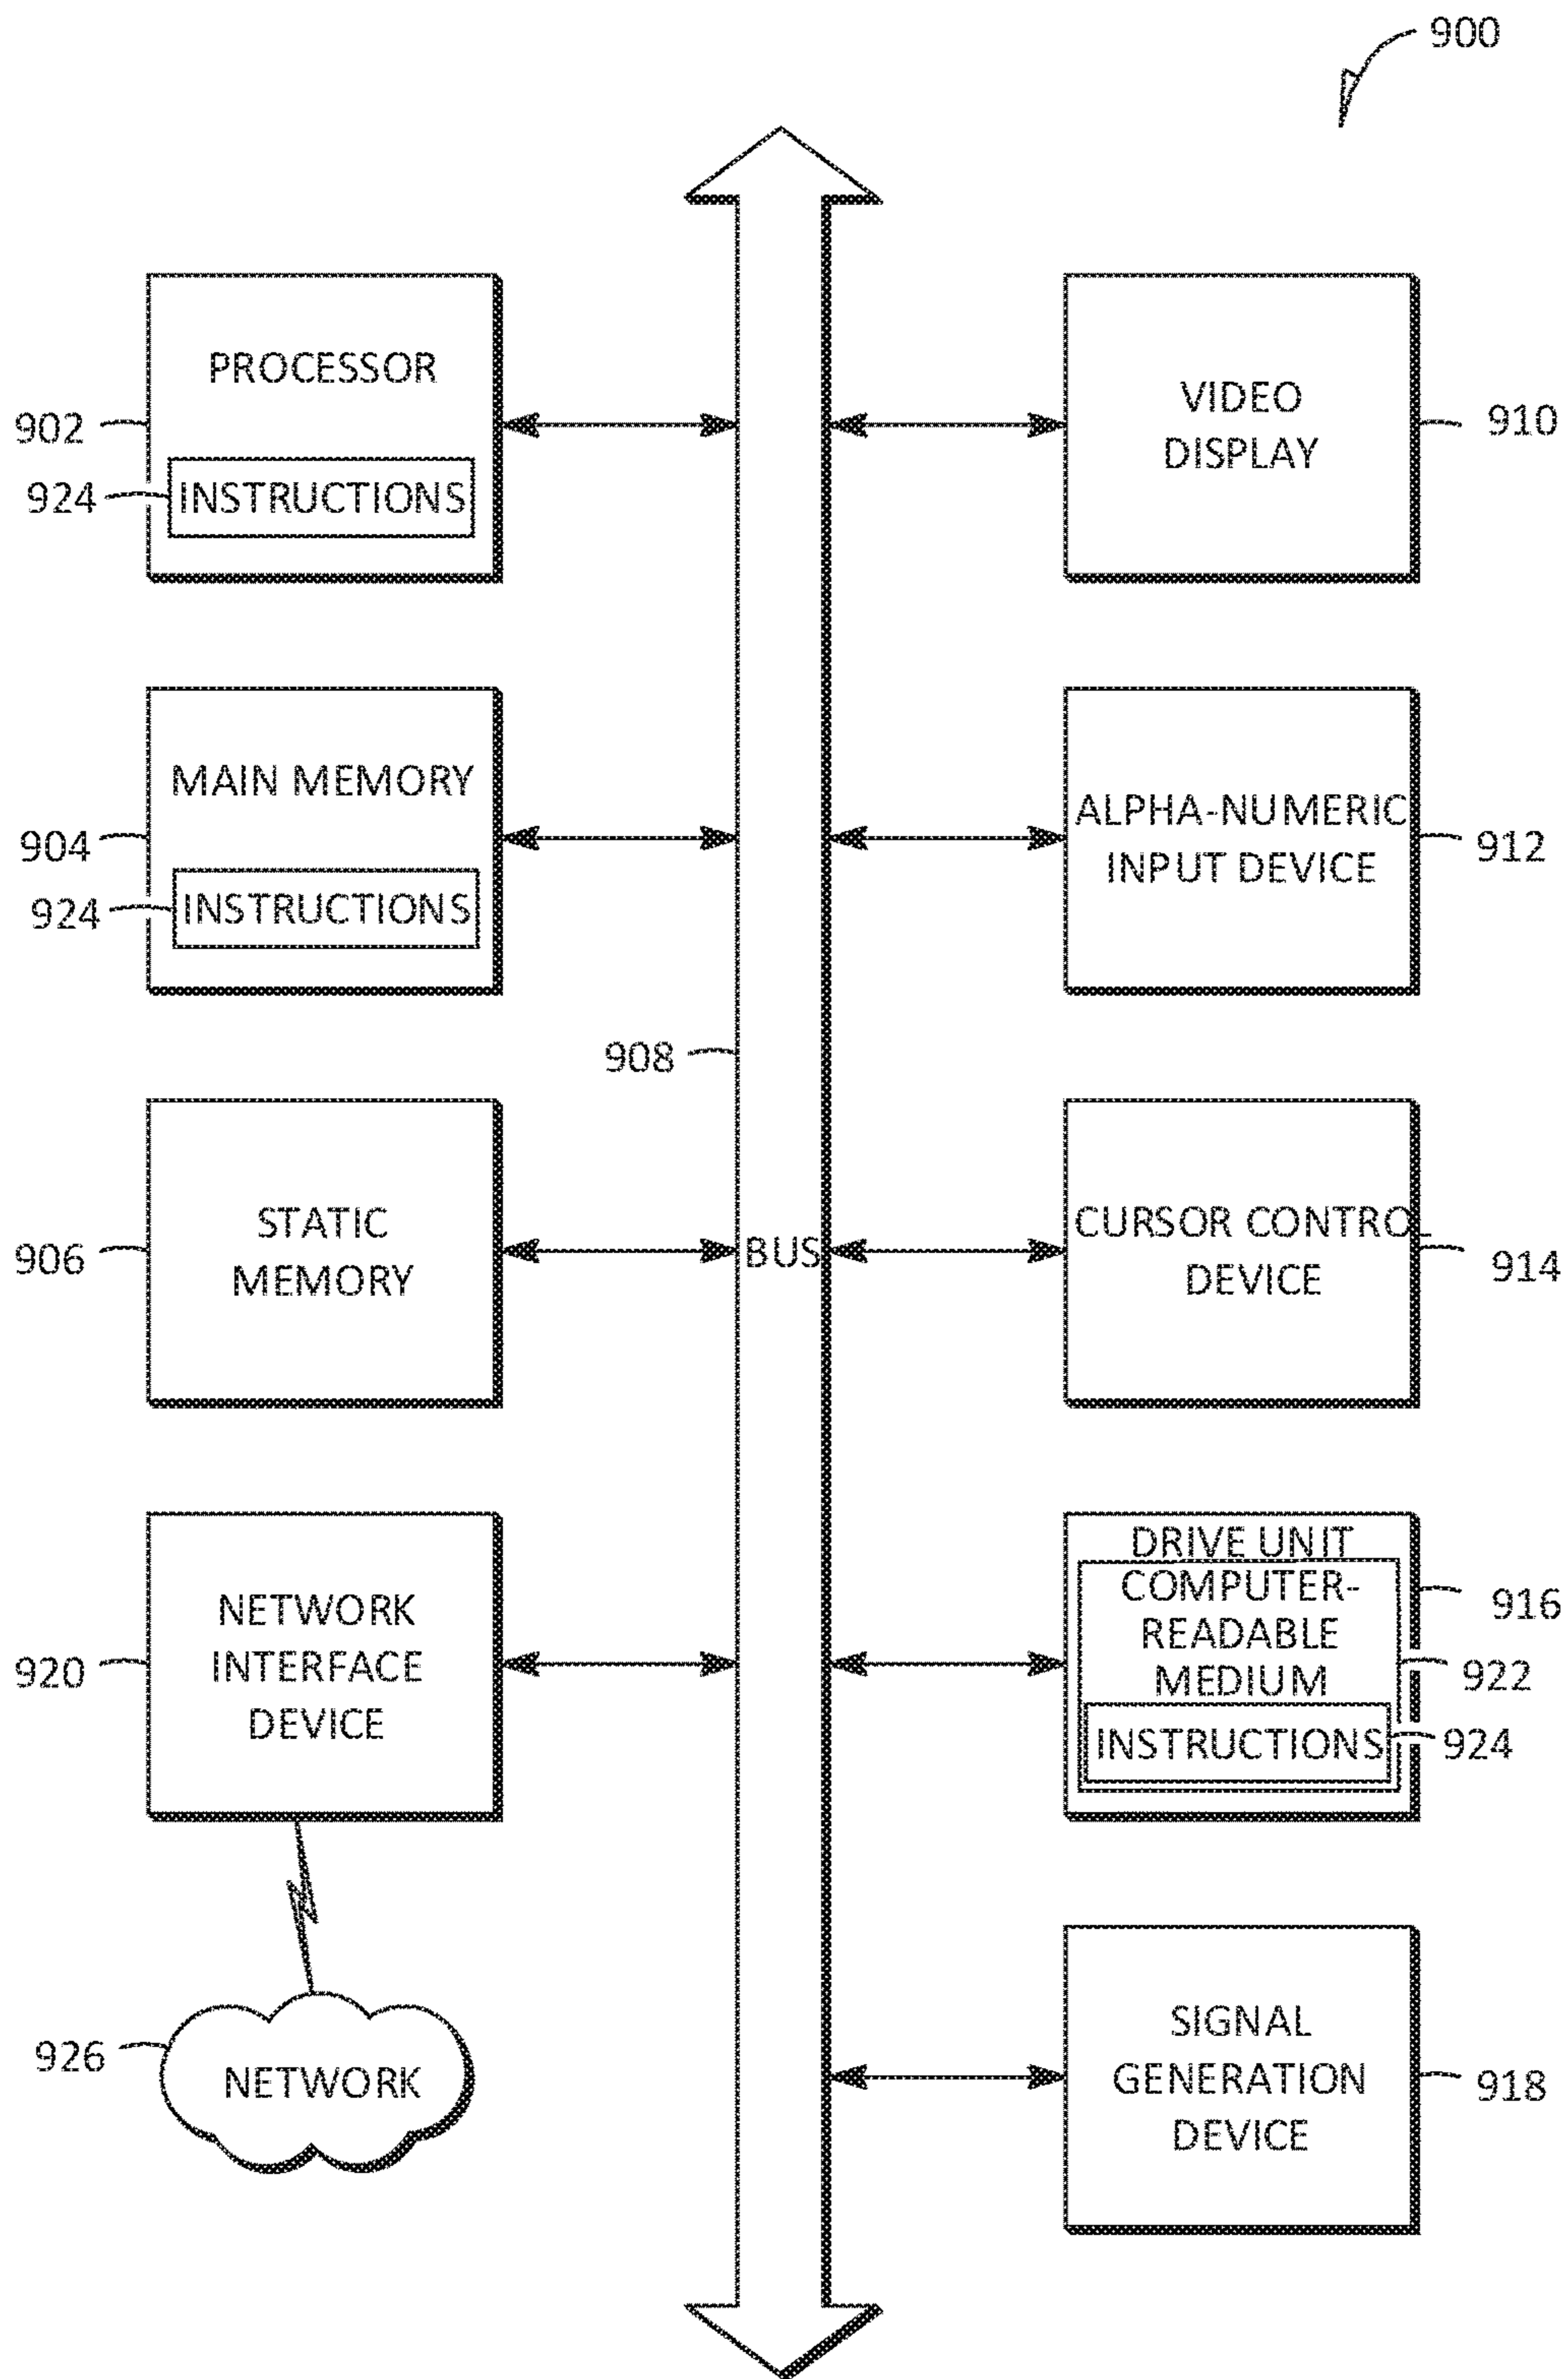 900
PROCESSOR
902
924
INSTRUCTIONS
VIDEO
DISPLAY
910
MAIN MEMORY
904
924
INSTRUCTIONS
ALPHA-NUMERIC
INPUT DEVICE
912
908
STATIC
MEMORY
906
BUS
CURSOR CONTROL
DEVICE
914
NETWORK
INTERFACE
DEVICE
920
DRIVE UNIT
COMPUTER-
READABLE
MEDIUM
916
922
INSTRUCTIONS
924
926
NETWORK
SIGNAL
GENERATION
DEVICE
918